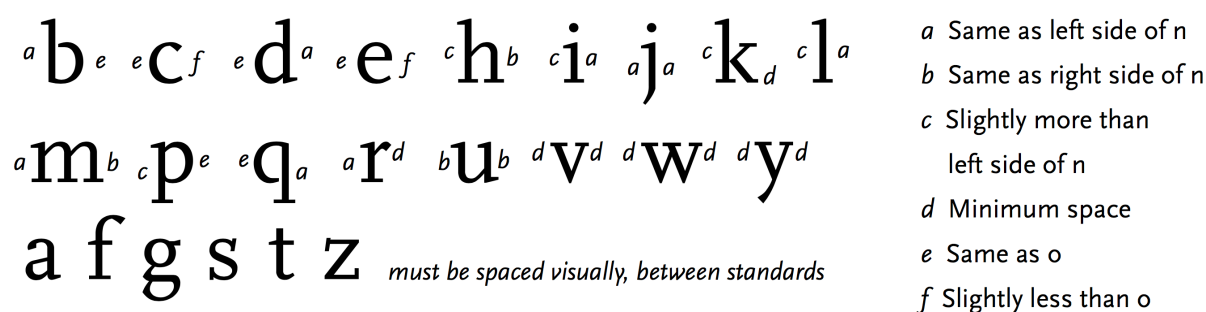 a b e e c f e d a e e f c h b c i a a j a c k d c l a
a m b c p e e q a a r d b u b d v d d w d d y d
a f g s t z must be spaced visually, between standards
a Same as left side of n
b Same as right side of n
c Slightly more than
left side of n
d Minimum space
e Same as o
f Slightly less than o